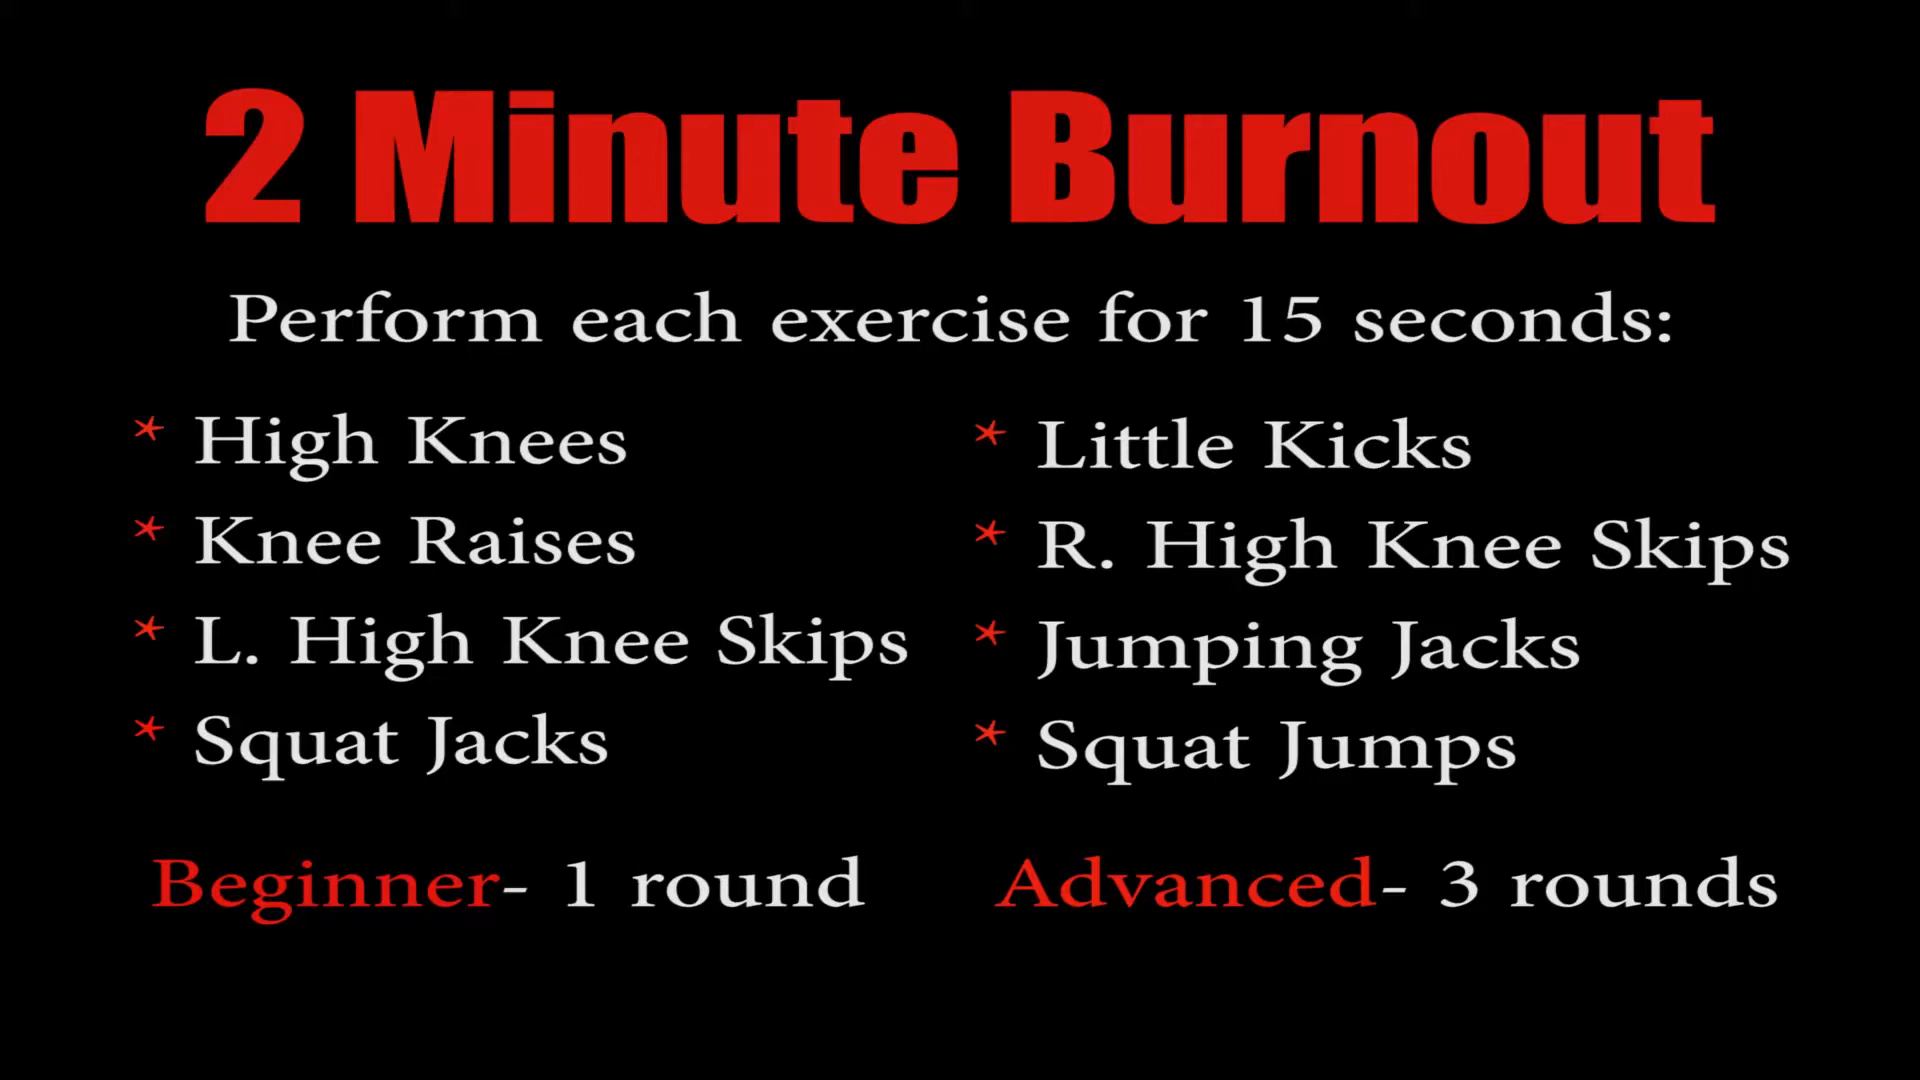 2 Minute Burnout
Perform each exercise for 15 seconds:
* High Knees
* Knee Raises
* L. High Knee Skips
* Squat Jacks
* Little Kicks
* R. High Knee Skips
* Jumping Jacks
* Squat Jumps
Beginner- 1 round
Advanced- 3 rounds